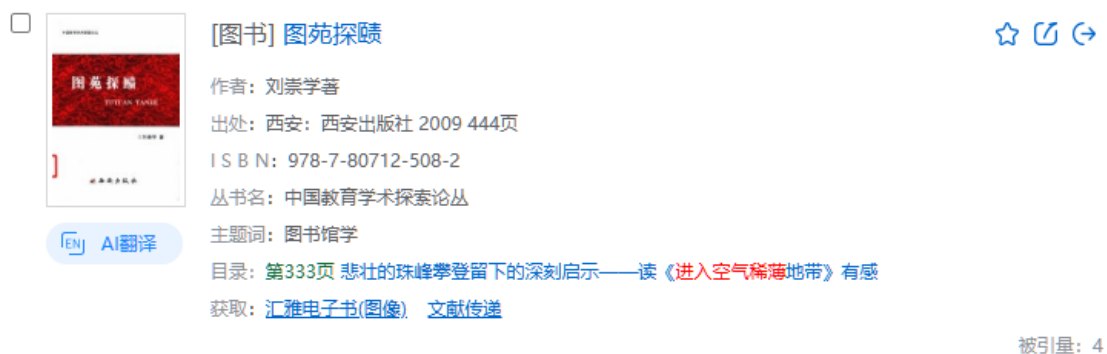 [图书] 图苑探赜
图苑探赜
TUYUAN TANZE
作者：刘崇学著
出处：西安：西安出版社 2009 444页
ＩＳＢＮ：978-7-80712-508-2
丛书名：中国教育学术探索论丛
EN AI翻译
主题词：图书馆学
目录：第333页 悲壮的珠峰攀登留下的深刻启示——读《进入空气稀薄地带》有感
获取：汇雅电子书(图像) 文献传递
被引量：4